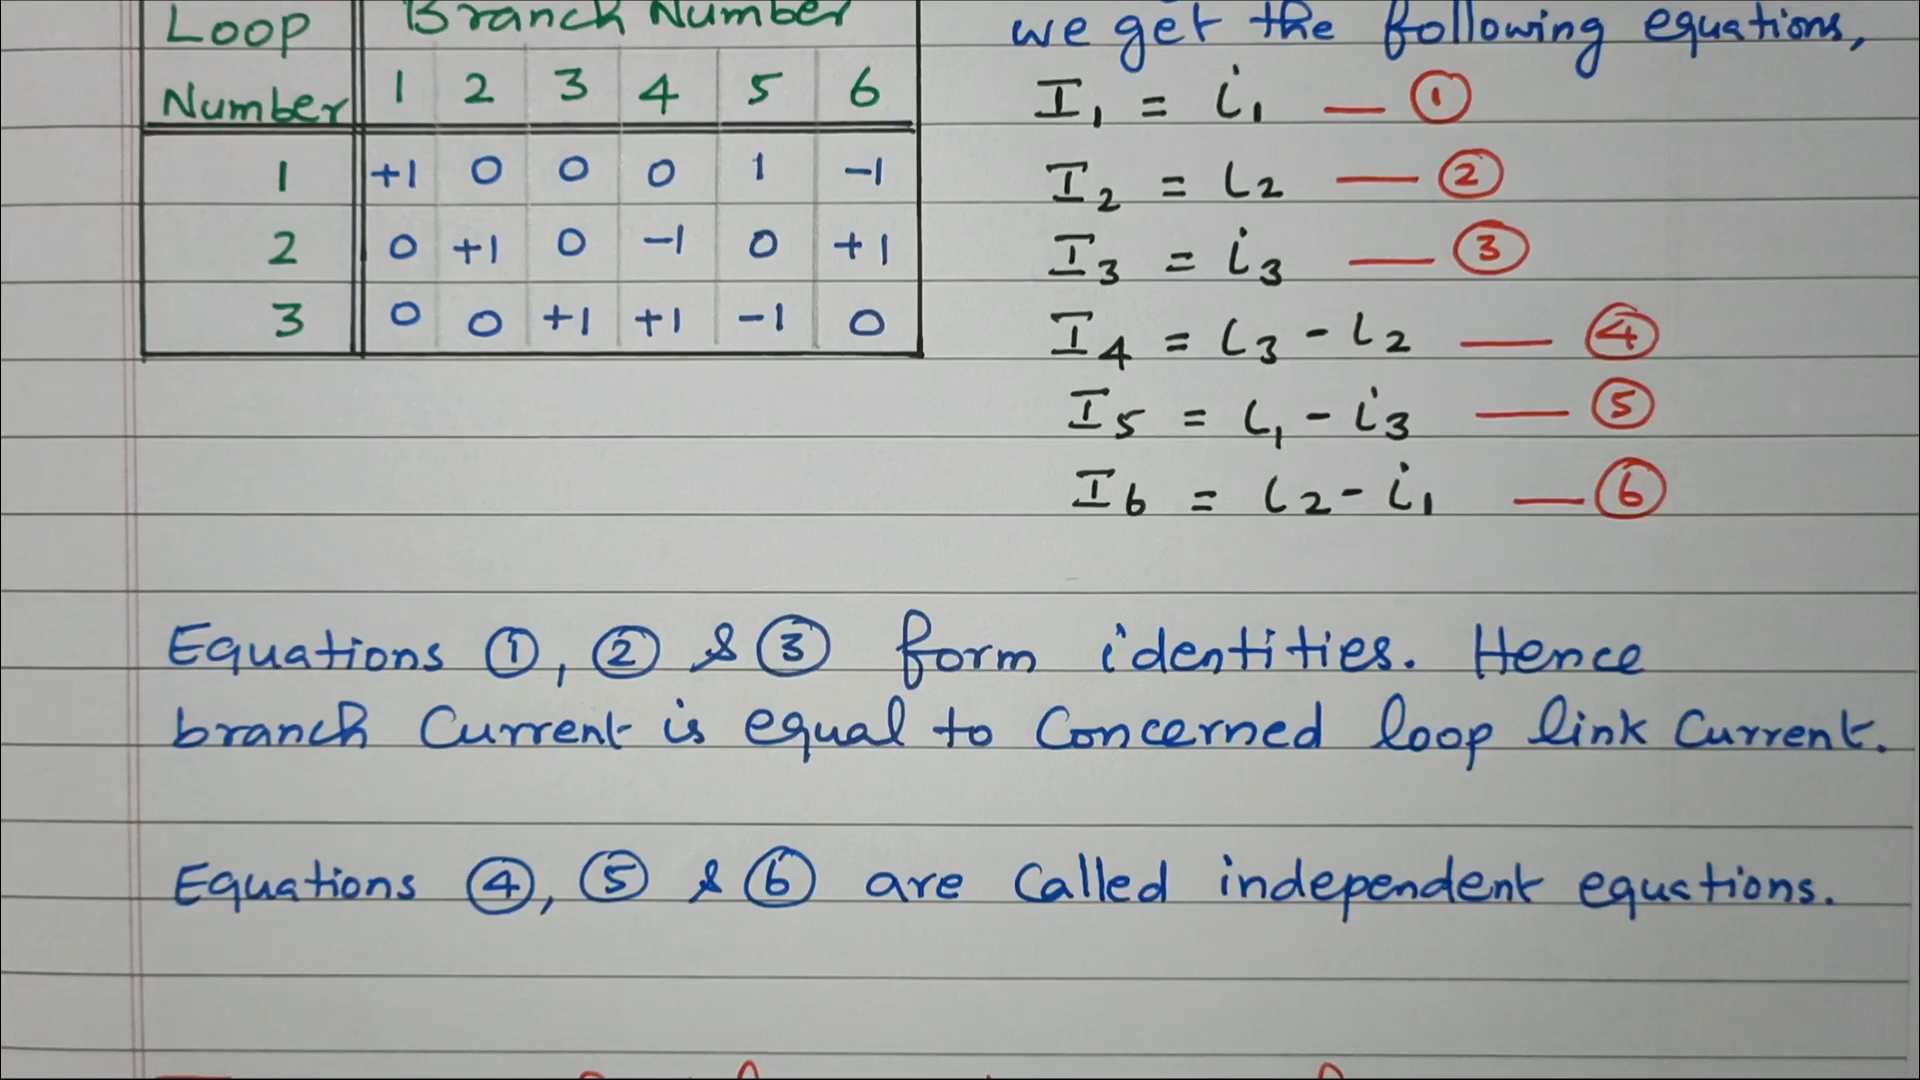 Loop Branch Number
Number 1 2 3 4 5 6
1 +1 0 0 0 1 -1
2 0 +1 0 -1 0 +1
3 0 0 +1 +1 -1 0
we get the following equations,
I₁ = i₁ — ①
I₂ = i₂ — ②
I₃ = i₃ — ③
I₄ = i₃ - i₂ — ④
I₅ = i₁ - i₃ — ⑤
I₆ = i₂ - i₁ — ⑥
Equations ①, ② & ③ form identities. Hence
branch Current is equal to Concerned loop link Current.
Equations ④, ⑤ & ⑥ are Called independent equations.